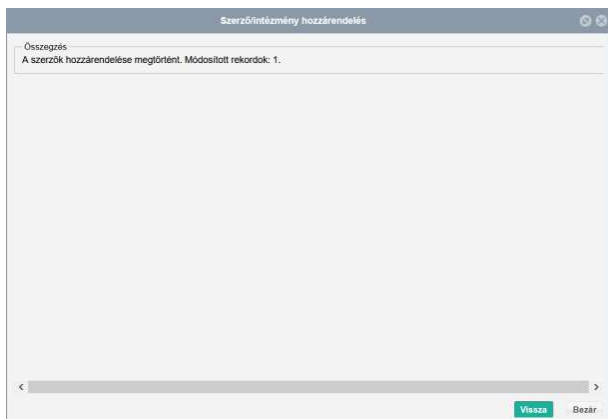 Szerző/intézmény hozzárendelés
Összegzés
A szerzők hozzárendelése megtörtént. Módosított rekordok: 1.
Vissza
Bezár